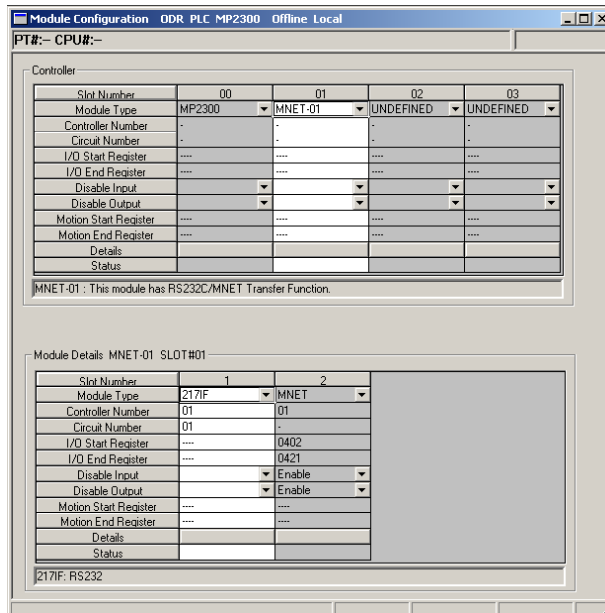 Module Configuration ODR PLC MP2300 Offline Local
PT#:– CPU#:–
Controller
Slot Number 00 01 02 03
Module Type MP2300 MNET-01 UNDEFINED UNDEFINED
Controller Number - - - -
Circuit Number - - - -
I/O Start Register ---- ---- ---- ----
I/O End Register ---- ---- ---- ----
Disable Input
Disable Output
Motion Start Register ---- ---- ---- ----
Motion End Register ---- ---- ---- ----
Details
Status
MNET-01 : This module has RS232C/MNET Transfer Function.
Module Details MNET-01 SLOT#01
Slot Number 1 2
Module Type 217IF MNET
Controller Number 01 01
Circuit Number 01 -
I/O Start Register ---- 0402
I/O End Register ---- 0421
Disable Input Enable
Disable Output Enable
Motion Start Register ---- ----
Motion End Register ---- ----
Details
Status
217IF: RS232